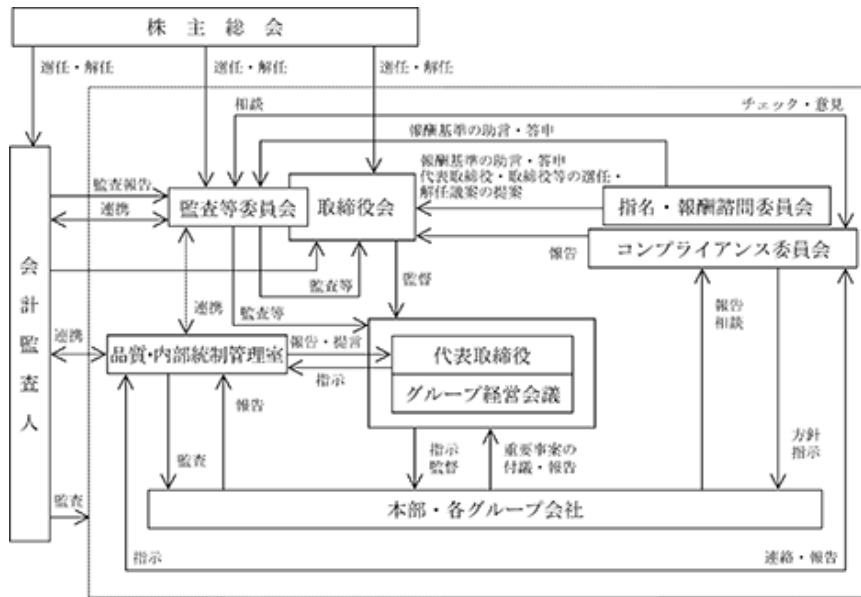 株主総会
選任・解任
選任・解任
選任・解任
相談
チェック・意見
報酬基準の助言・答申
報酬基準の助言・答申
代表取締役・取締役等の選任・
解任議案の提案
監査報告
連携
監査等委員会
取締役会
指名・報酬諮問委員会
コンプライアンス委員会
報告
会計監査人
監査等
監督
連携
監査等
報告
相談
連携
品質・内部統制管理室
報告・提言
指示
代表取締役
グループ経営会議
報告
監査
指示
監督
重要事案の
付議・報告
方針
指示
本部・各グループ会社
監査
指示
連絡・報告